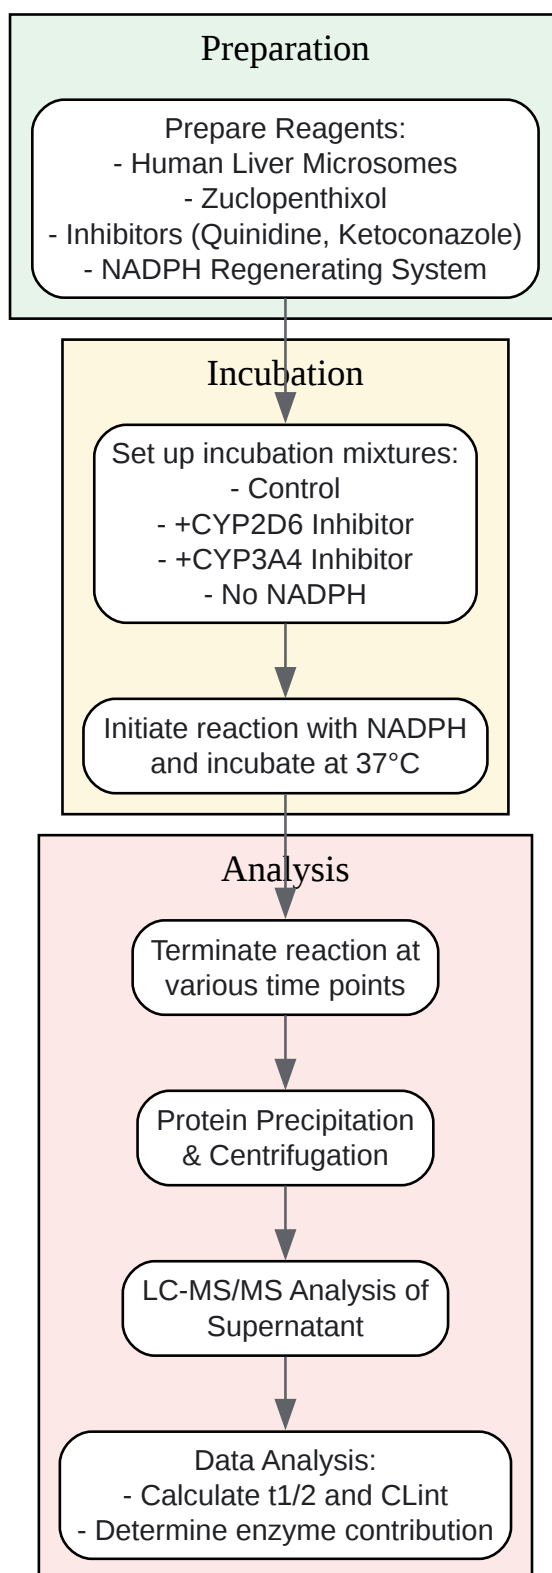 Preparation
Prepare Reagents:
- Human Liver Microsomes
- Zuclopenthixol
- Inhibitors (Quinidine, Ketoconazole)
- NADPH Regenerating System
Incubation
Set up incubation mixtures:
- Control
- +CYP2D6 Inhibitor
- +CYP3A4 Inhibitor
- No NADPH
Initiate reaction with NADPH
and incubate at 37°C
Analysis
Terminate reaction at
various time points
Protein Precipitation
& Centrifugation
LC-MS/MS Analysis of
Supernatant
Data Analysis:
- Calculate t1/2 and CLint
- Determine enzyme contribution